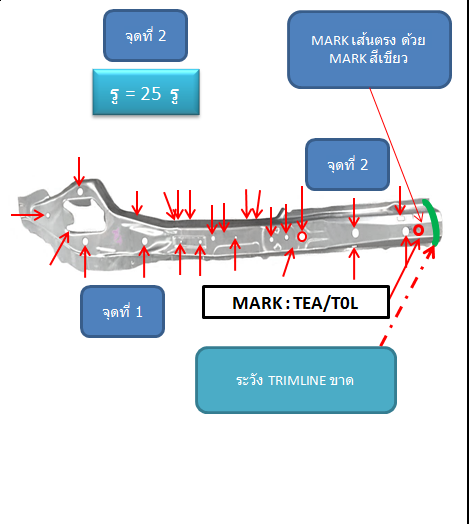 จุดที่ 2
MARK เส้นตรง ด้วย
MARK สีเขียว
รู = 25 รู
จุดที่ 2
จุดที่ 1
MARK : TEA/T0L
ระวัง TRIMLINE ขาด